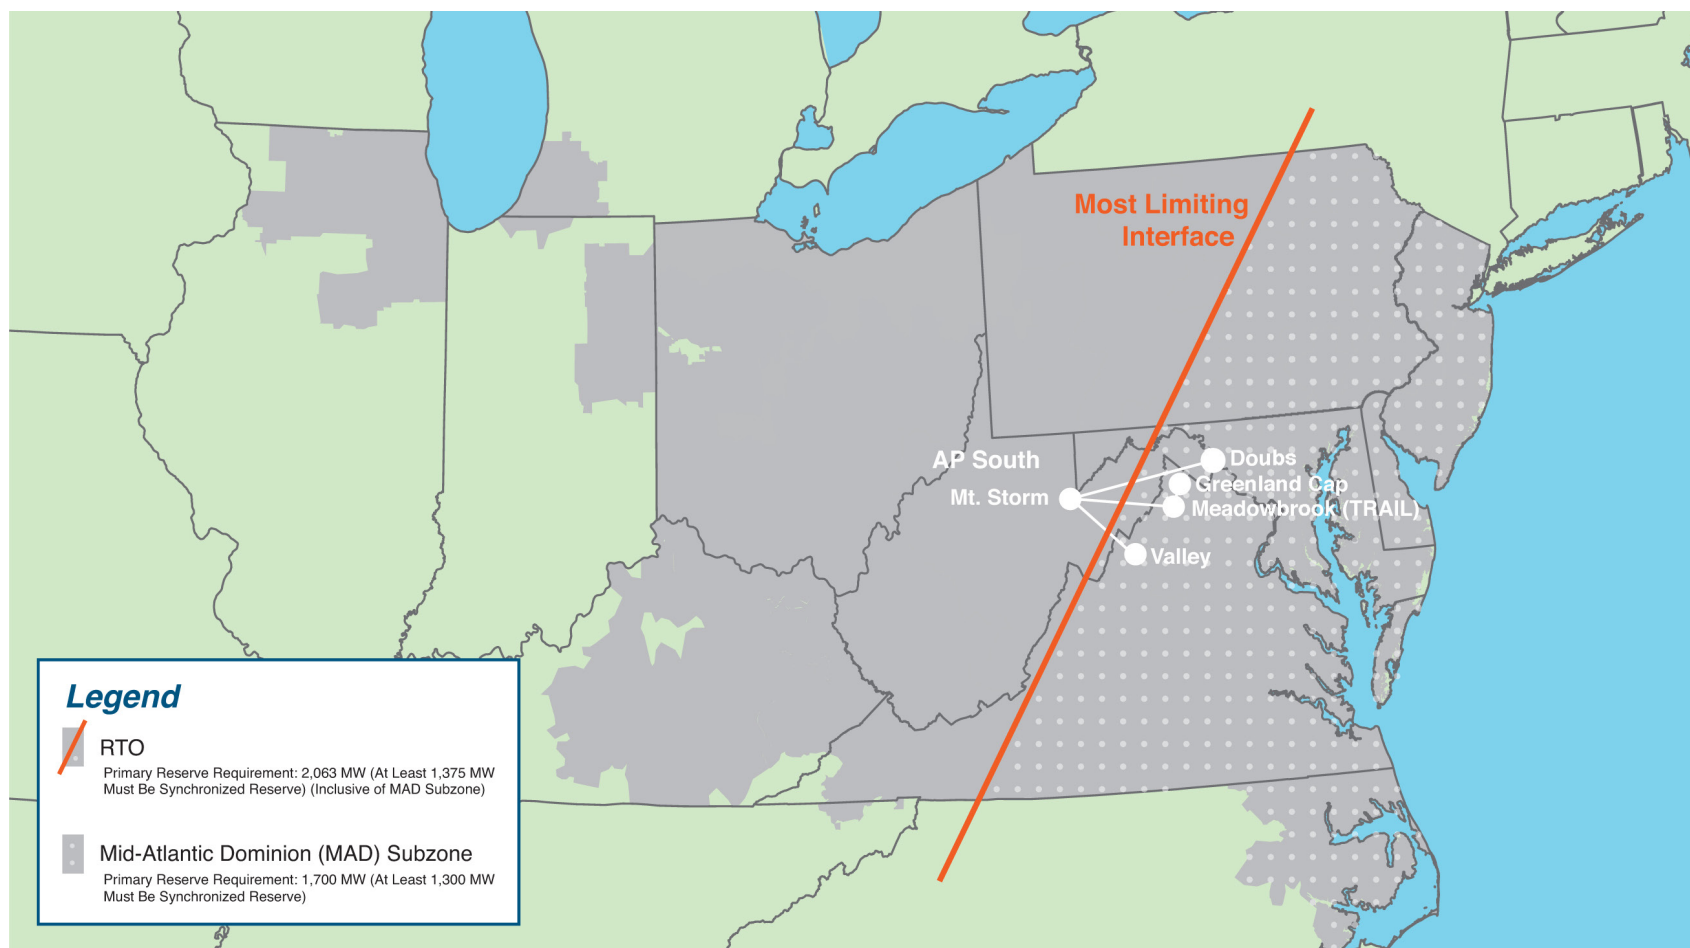 Most Limiting
Interface
AP South
Doubs
Mt. Storm
Greenland Cap
Meadowbrook (TRAIL)
Valley
Legend
RTO
Primary Reserve Requirement: 2,063 MW (At Least 1,375 MW
Must Be Synchronized Reserve) (Inclusive of MAD Subzone)
Mid-Atlantic Dominion (MAD) Subzone
Primary Reserve Requirement: 1,700 MW (At Least 1,300 MW
Must Be Synchronized Reserve)